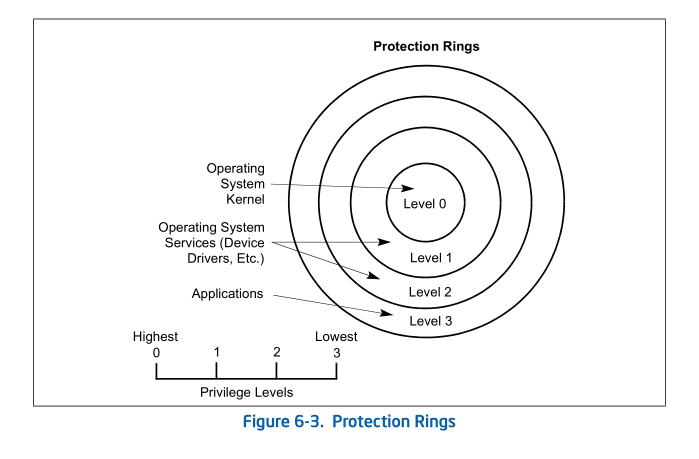 Protection Rings
Operating
System
Kernel
Level 0
Operating System
Services (Device
Drivers, Etc.)
Level 1
Level 2
Applications
Level 3
Highest
Lowest
0
1
2
3
Privilege Levels
Figure 6-3. Protection Rings